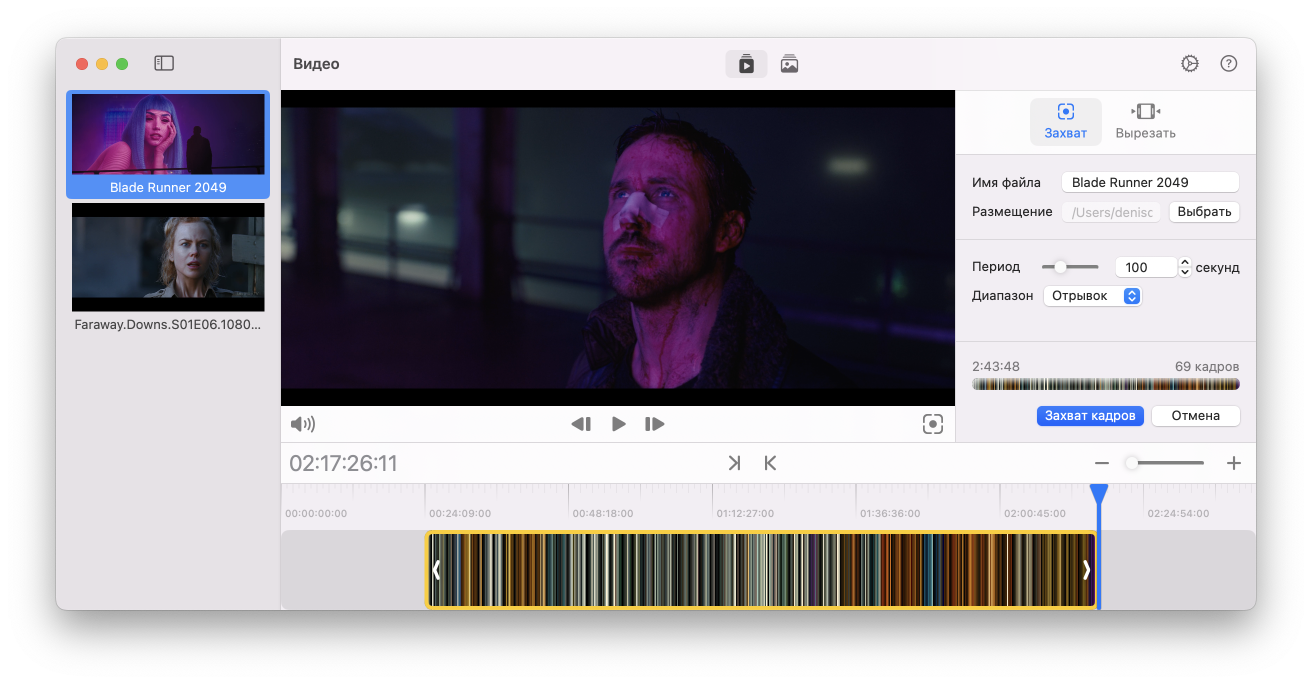 Видео
Blade Runner 2049
Faraway.Downs.S01E06.1080...
Захват
Вырезать
Имя файла
Blade Runner 2049
Размещение
/Users/denisc
Выбрать
Период
100
секунд
Диапазон
Отрывок
2:43:48
69 кадров
Захват кадров
Отмена
02:17:26:11
00:00:00:00
00:24:09:00
00:48:18:00
01:12:27:00
01:36:36:00
02:00:45:00
02:24:54:00